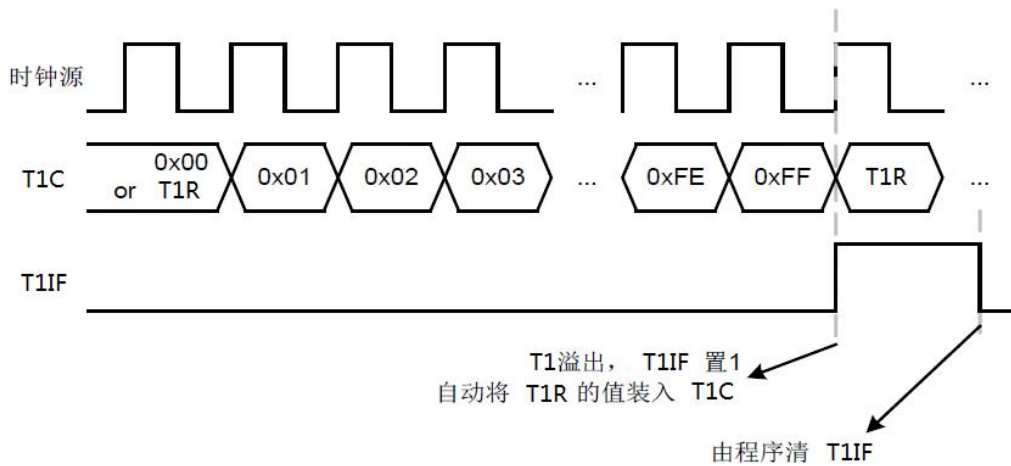 时钟源 ... ...
T1C 0x00 or T1R 0x01 0x02 0x03 ... 0xFE 0xFF T1R ...
T1IF
T1溢出， T1IF 置1
自动将 T1R 的值装入 T1C
由程序清 T1IF